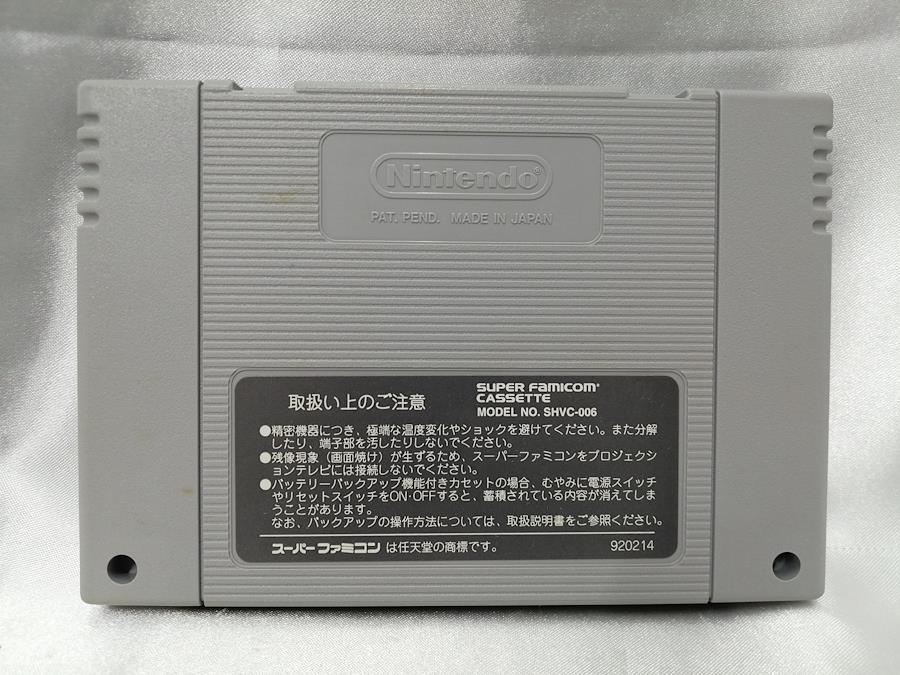 Nintendo®
PAT. PEND. MADE IN JAPAN
取扱い上のご注意
SUPER FAMICOM®
CASSETTE
MODEL NO. SHVC-006
●精密機器につき、極端な温度変化やショックを避けてください。また分解
したり、端子部を汚したりしないでください。
●残像現象（画面焼け）が生ずるため、スーパーファミコンをプロジェクシ
ョンテレビには接続しないでください。
●バッテリーバックアップ機能付きカセットの場合、むやみに電源スイッチ
やリセットスイッチをON・OFFすると、蓄積されている内容が消えてしま
うことがあります。
なお、バックアップの操作方法については、取扱説明書をご参照ください。
スーパーファミコン は任天堂の商標です。
920214